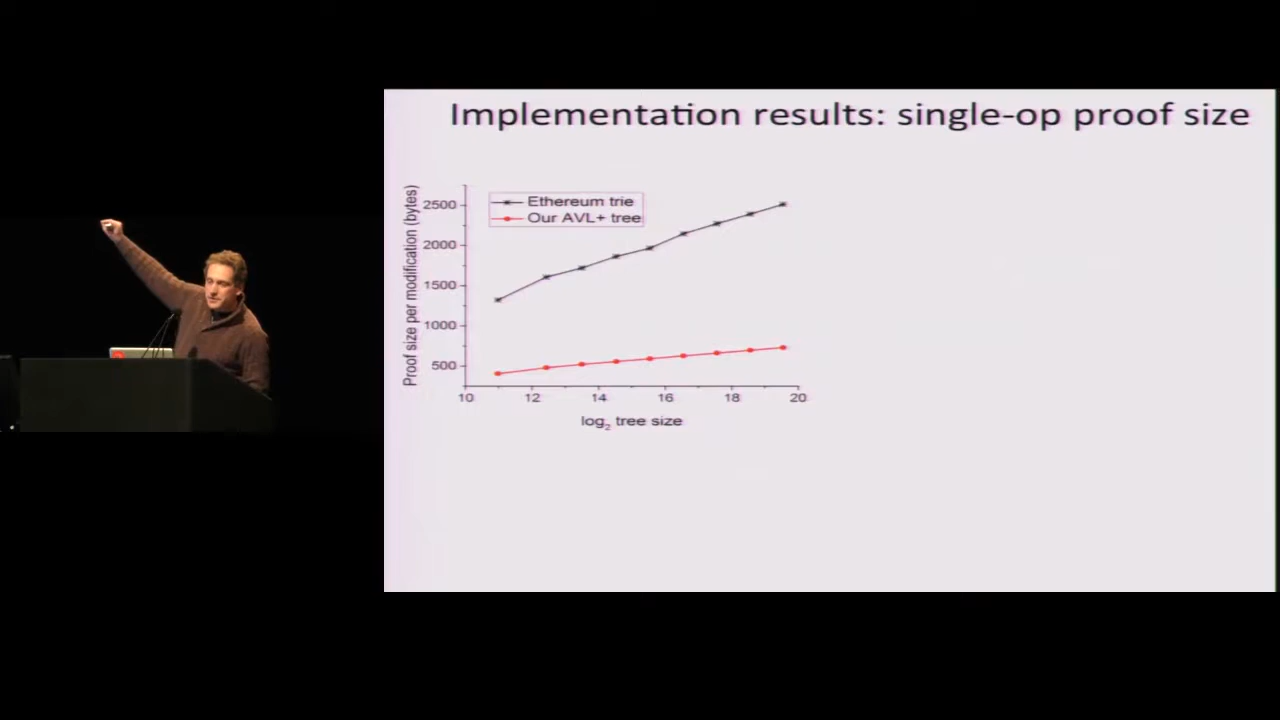 Implementation results: single-op proof size
Proof size per modification (bytes)
2500
2000
1500
1000
500
Ethereum trie
Our AVL+ tree
10 12 14 16 18 20
log₂ tree size